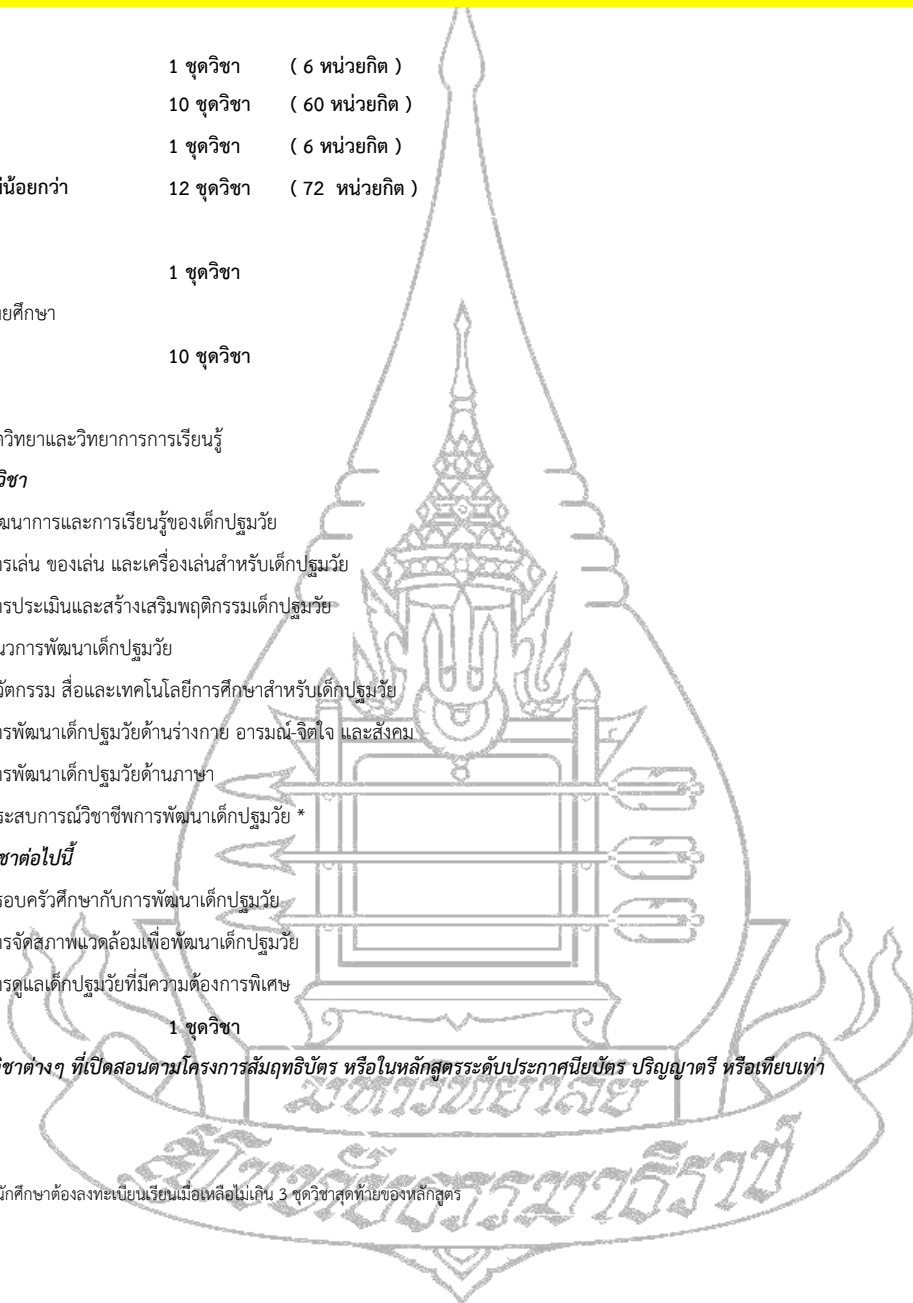 1 ชุดวิชา ( 6 หน่วยกิต )
10 ชุดวิชา ( 60 หน่วยกิต )
1 ชุดวิชา ( 6 หน่วยกิต )
น้อยกว่า 12 ชุดวิชา ( 72 หน่วยกิต )
1 ชุดวิชา
ยศึกษา
10 ชุดวิชา
วิทยาและวิทยาการการเรียนรู้
วิชา
ฒนาการและการเรียนรู้ของเด็กปฐมวัย
ารเล่น ของเล่น และเครื่องเล่นสำหรับเด็กปฐมวัย
ารประเมินและสร้างเสริมพฤติกรรมเด็กปฐมวัย
นวการพัฒนาเด็กปฐมวัย
วัตกรรม สื่อและเทคโนโลยีการศึกษาสำหรับเด็กปฐมวัย
ารพัฒนาเด็กปฐมวัยด้านร่างกาย อารมณ์-จิตใจ และสังคม
ารพัฒนาเด็กปฐมวัยด้านภาษา
ระสบการณ์วิชาชีพการพัฒนาเด็กปฐมวัย *
ชาต่อไปนี้
รอบครัวศึกษากับการพัฒนาเด็กปฐมวัย
ารจัดสภาพแวดล้อมเพื่อพัฒนาเด็กปฐมวัย
ารดูแลเด็กปฐมวัยที่มีความต้องการพิเศษ
1 ชุดวิชา
วิชาต่างๆ ที่เปิดสอนตามโครงการสัมฤทธิบัตร หรือในหลักสูตรระดับประกาศนียบัตร ปริญญาตรี หรือเทียบเท่า
มหาวิทยาลัย
สุโขทัยธรรมาธิราช
นักศึกษาต้องลงทะเบียนเรียนเมื่อเหลือไม่เกิน 3 ชุดวิชาสุดท้ายของหลักสูตร